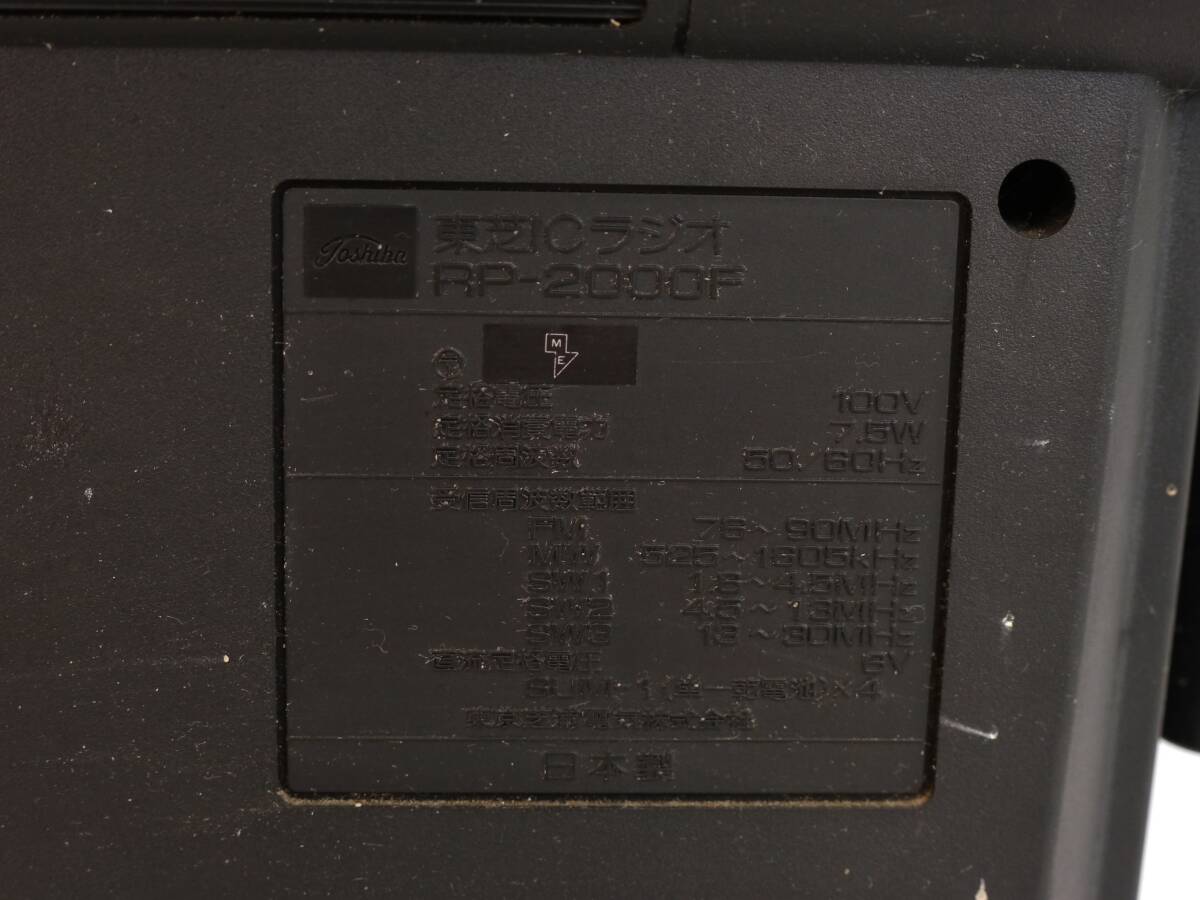 Toshiba
東芝ICラジオ
RP-2000F
M
E
定格電圧 100V
定格消費電力 7.5W
定格周波数 50, 60Hz
受信周波数範囲
FM 76~90MHz
MW 525~1605kHz
SW1 1.6~4.5MHz
SW2 4.5~13MHz
SW3 13~30MHz
直流定格電圧 6V
SUM-1(単一乾電池)×4
東京芝浦電気株式会社
日本製